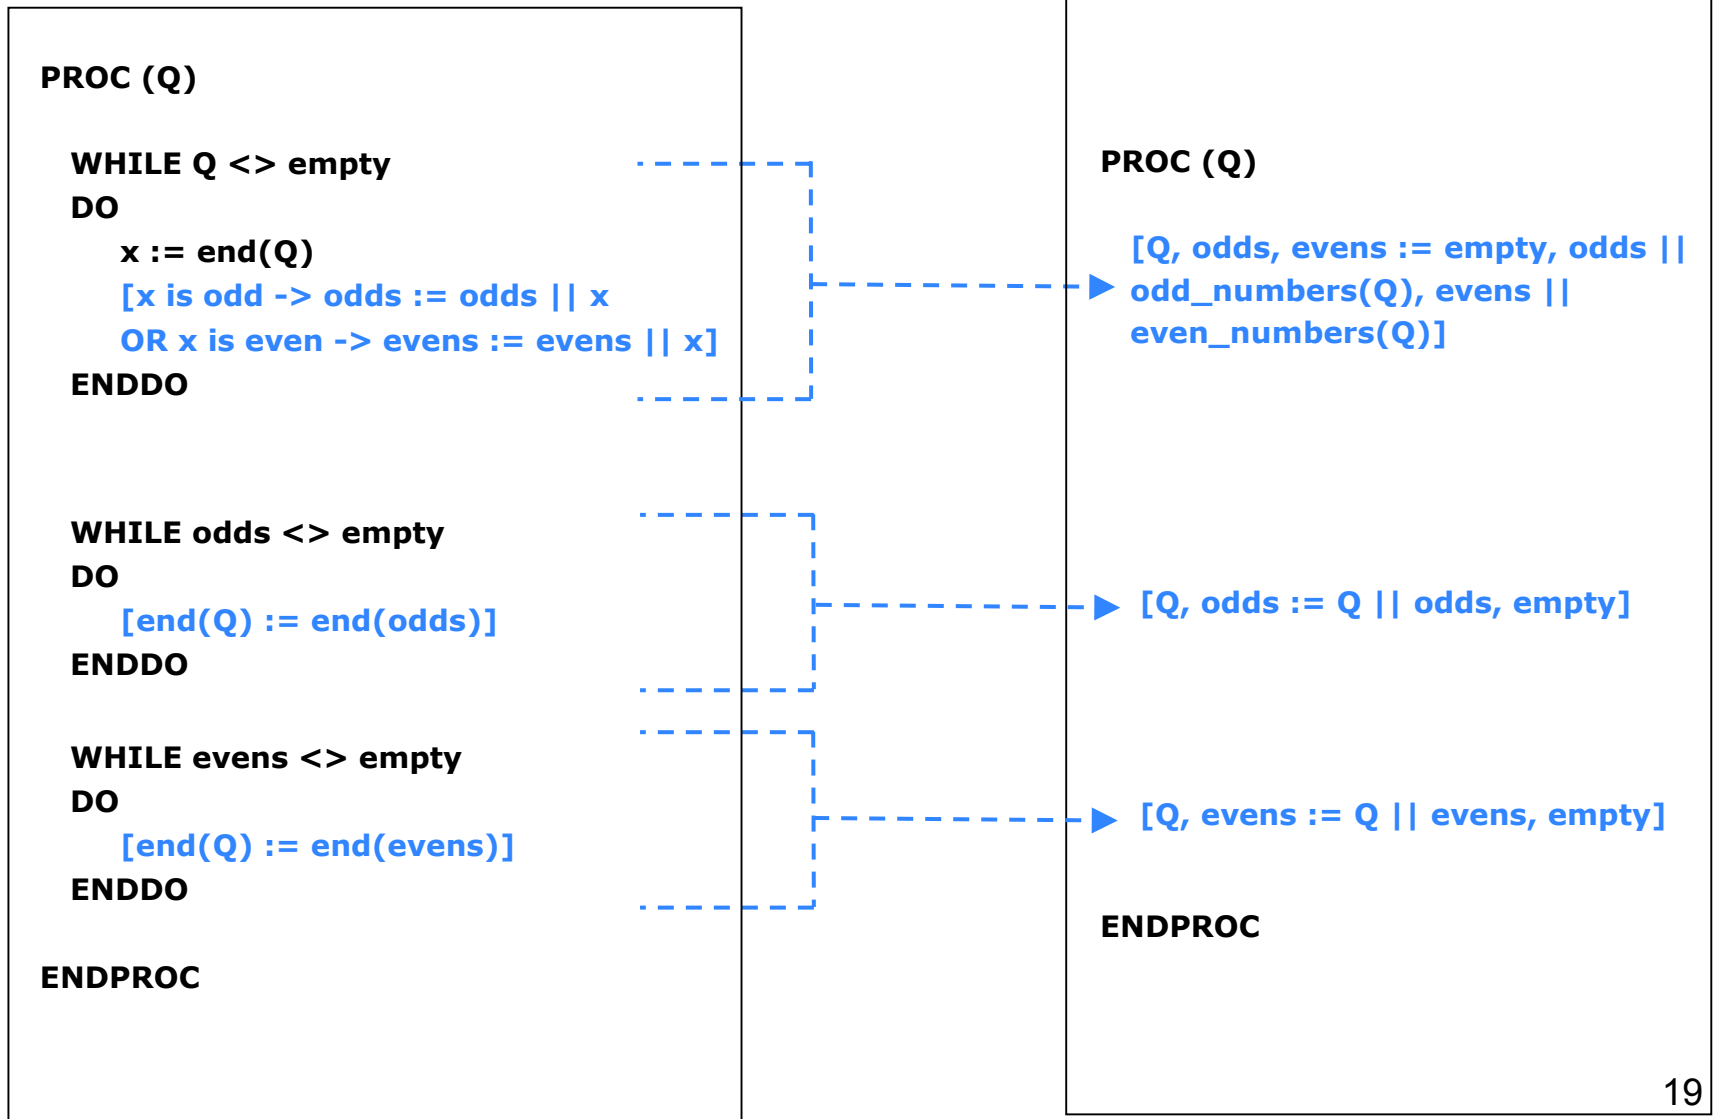 PROC (Q)
WHILE Q <> empty
DO
x := end(Q)
[x is odd -> odds := odds || x
OR x is even -> evens := evens || x]
ENDDO
WHILE odds <> empty
DO
[end(Q) := end(odds)]
ENDDO
WHILE evens <> empty
DO
[end(Q) := end(evens)]
ENDDO
ENDPROC
PROC (Q)
[Q, odds, evens := empty, odds ||
odd_numbers(Q), evens ||
even_numbers(Q)]
[Q, odds := Q || odds, empty]
[Q, evens := Q || evens, empty]
ENDPROC
19